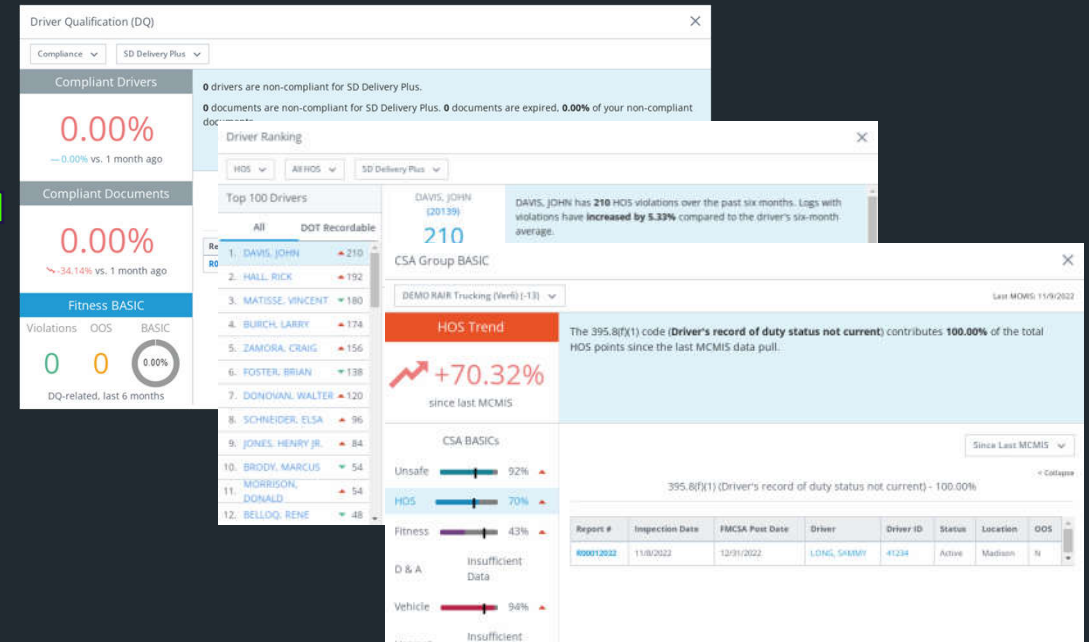 Driver Qualification (DQ)
Compliance
SD Delivery Plus
Compliant Drivers
0.00%
0.00% vs. 1 month ago
Compliant Documents
0.00%
-34.14% vs. 1 month ago
Fitness BASIC
Violations OOS BASIC
0 0 0.00%
DQ-related, last 6 months
0 drivers are non-compliant for SD Delivery Plus.
0 documents are non-compliant for SD Delivery Plus. 0 documents are expired, 0.00% of your non-compliant
Re
R0
Driver Ranking
HOS
All HOS
SD Delivery Plus
Top 100 Drivers
All DOT Recordable
1. DAVIS, JOHN 210
2. HALL, RICK 192
3. MATISSE, VINCENT 180
4. BURCH, LARRY 174
5. ZAMORA, CRAIG 156
6. FOSTER, BRIAN 138
7. DONOVAN, WALTER 120
8. SCHNEIDER, ELSA 96
9. JONES, HENRY JR. 84
10. BRODY, MARCUS 54
11. MORRISON, DONALD 54
12. BELLOQ, RENE 48
DAVIS, JOHN
(20139)
210
DAVIS, JOHN has 210 HOS violations over the past six months. Logs with
violations have increased by 5.33% compared to the driver's six-month
average.
CSA Group BASIC
DEMO RAIR Trucking (Ver6) (-13)
Last MCMIS: 11/9/2022
HOS Trend
+70.32%
since last MCMIS
The 395.8(f)(1) code (Driver's record of duty status not current) contributes 100.00% of the total
HOS points since the last MCMIS data pull.
CSA BASICs
Unsafe 92%
HOS 70%
Fitness 43%
D & A Insufficient
Data
Vehicle 94%
Insufficient
Since Last MCMIS
< Collapse
395.8(f)(1) (Driver's record of duty status not current) - 100.00%
Report # Inspection Date FMCSA Post Date Driver Driver ID Status Location OOS
R00012022 11/8/2022 12/31/2022 LONG, SAMMY 41234 Active Madison N